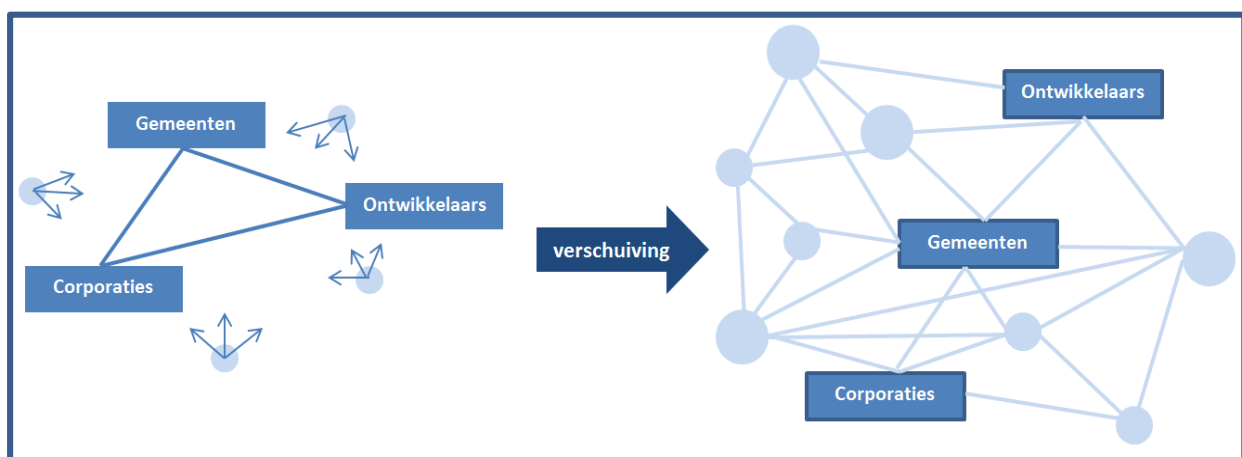 Gemeenten
Ontwikkelaars
Corporaties
verschuiving
Ontwikkelaars
Gemeenten
Corporaties